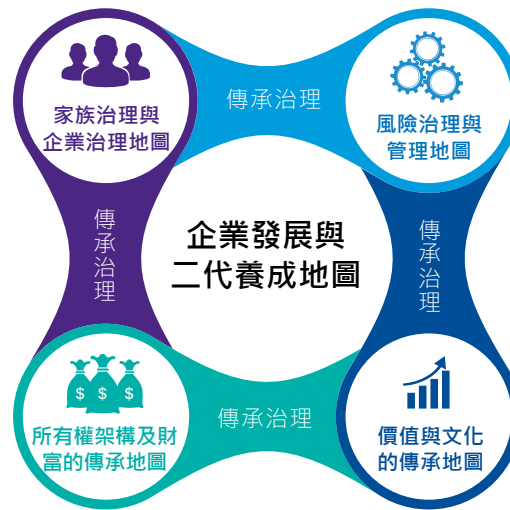 家族治理與
企業治理地圖
傳承治理
風險治理與
管理地圖
傳承治理
企業發展與
二代養成地圖
傳承治理
$ $ $
所有權架構及財
富的傳承地圖
傳承治理
價值與文化
的傳承地圖